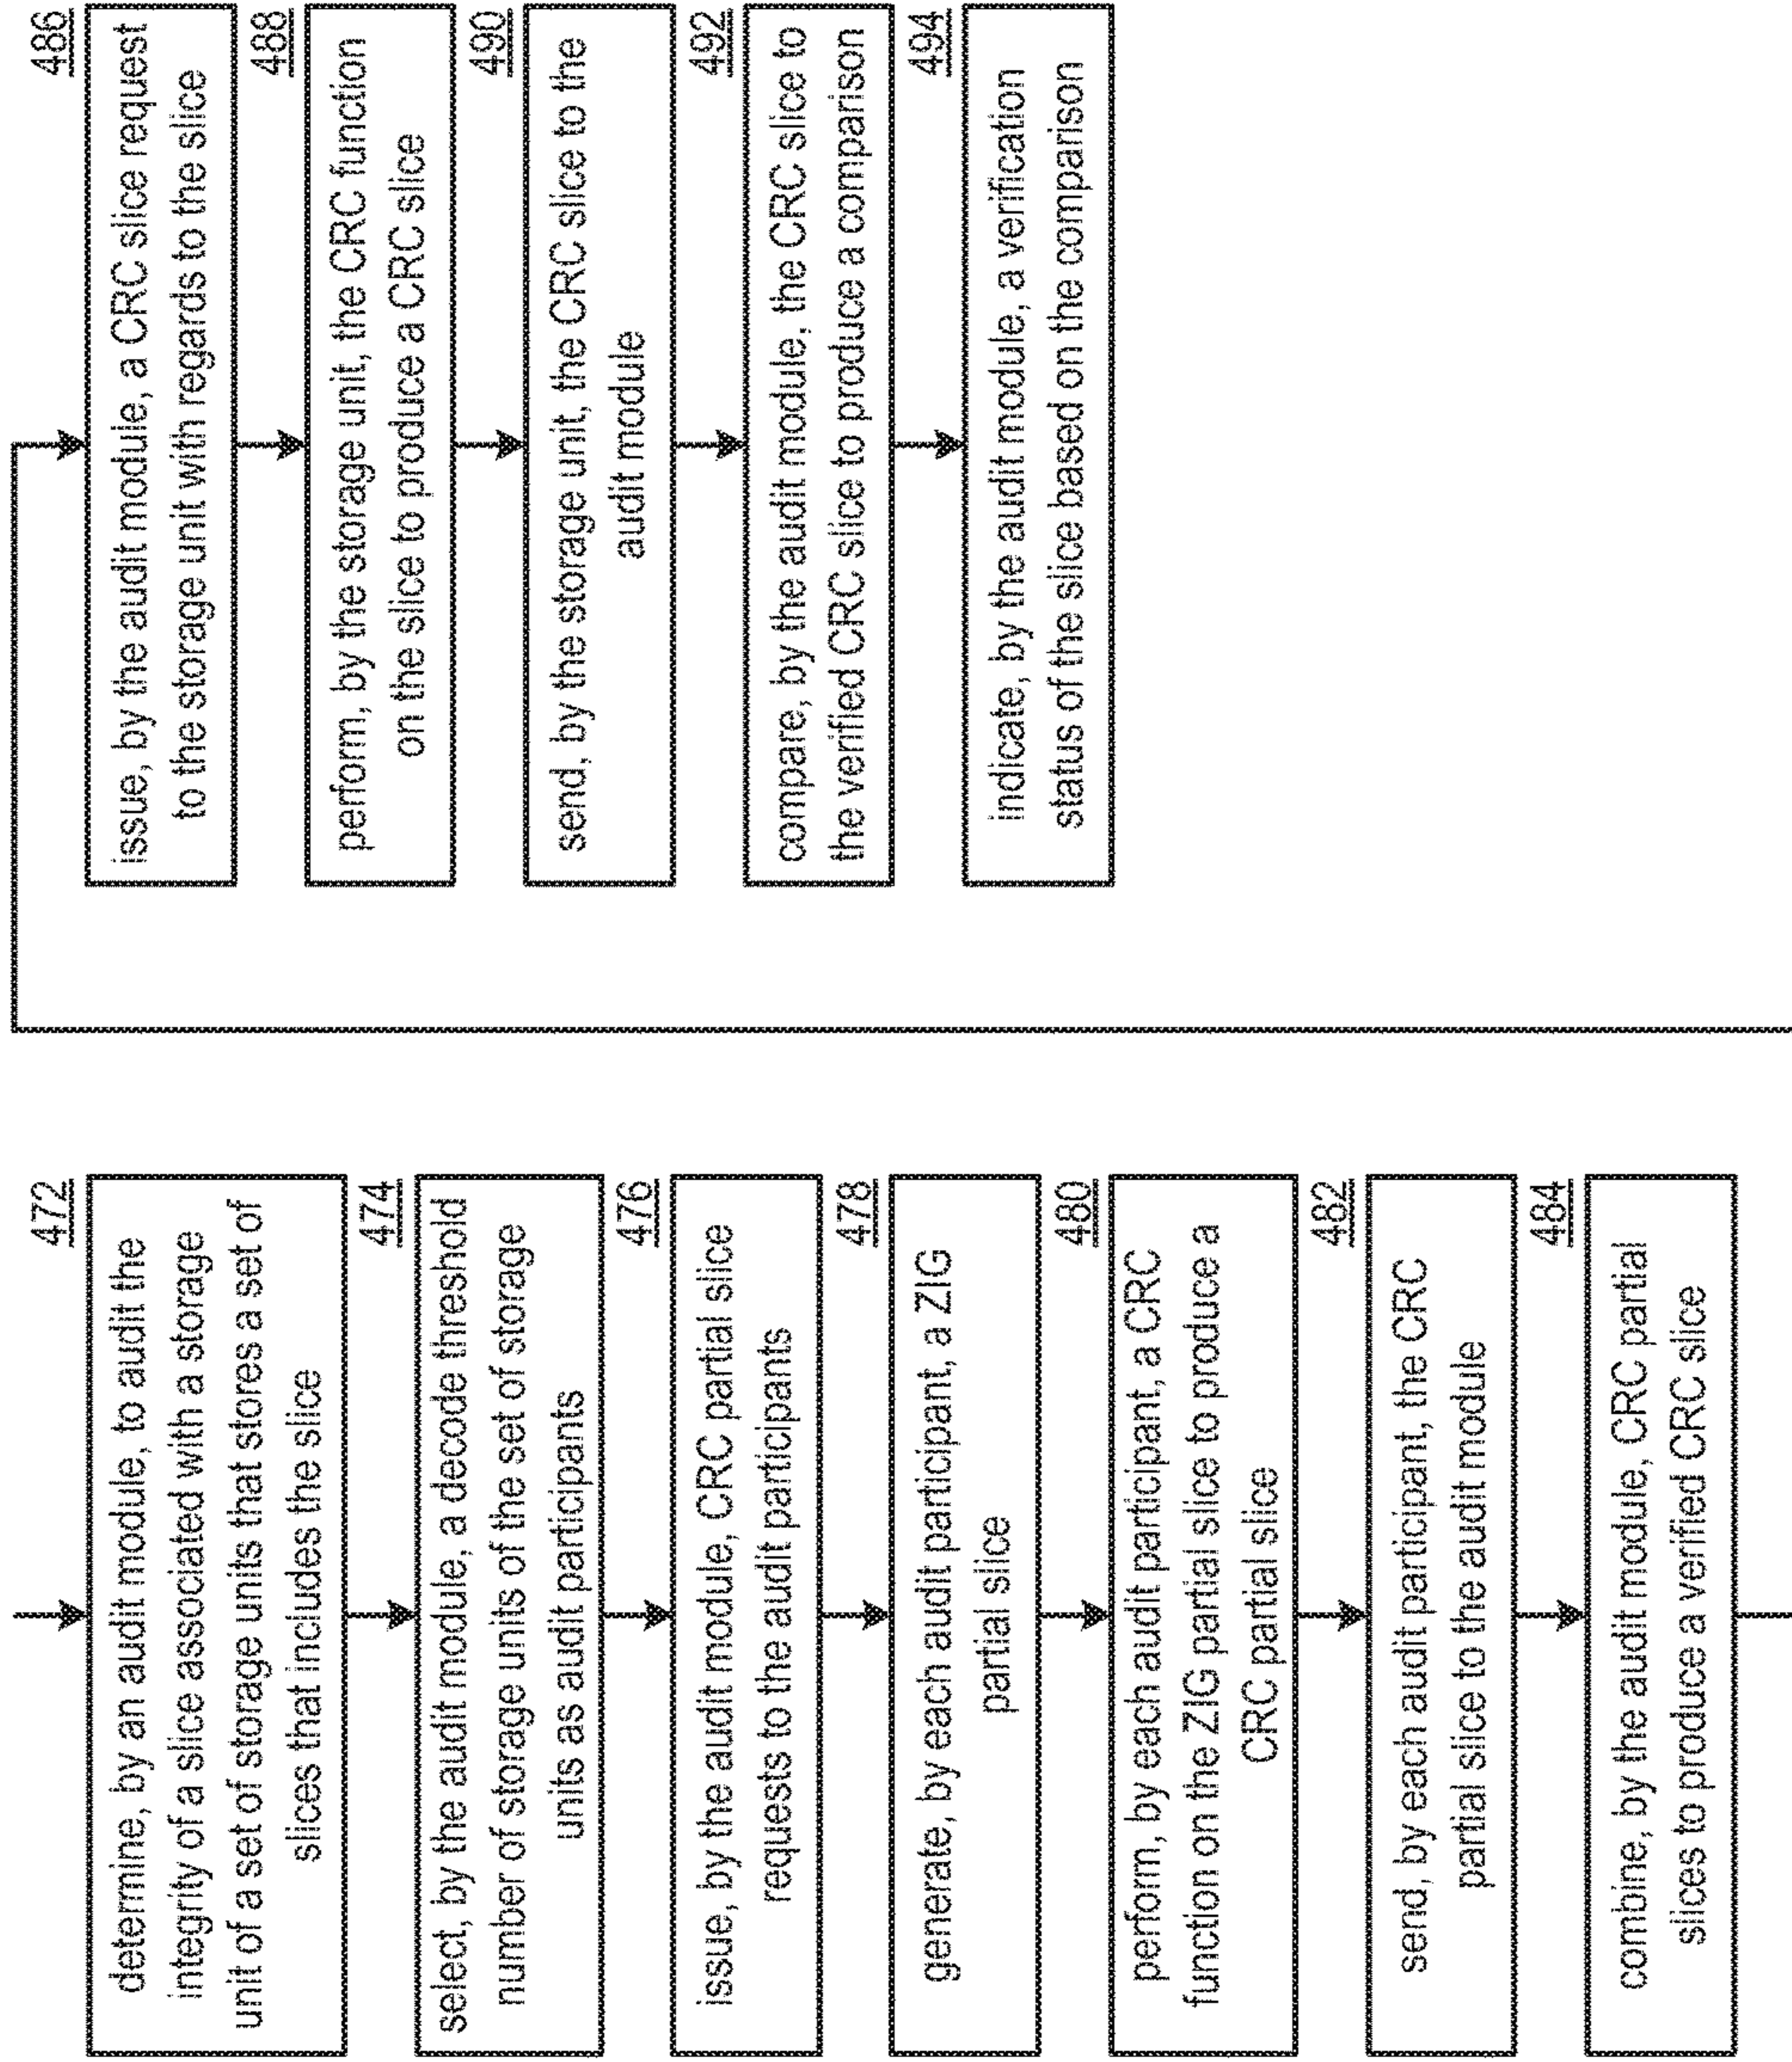 472
determine, by an audit module, to audit the
integrity of a slice associated with a storage
unit of a set of storage units that stores a set of
slices that includes the slice
474
select, by the audit module, a decode threshold
number of storage units of the set of storage
units as audit participants
476
issue, by the audit module, CRC partial slice
requests to the audit participants
478
generate, by each audit participant, a ZIG
partial slice
480
perform, by each audit participant, a CRC
function on the ZIG partial slice to produce a
CRC partial slice
482
send, by each audit participant, the CRC
partial slice to the audit module
484
combine, by the audit module, CRC partial
slices to produce a verified CRC slice
486
issue, by the audit module, a CRC slice request
to the storage unit with regards to the slice
488
perform, by the storage unit, the CRC function
on the slice to produce a CRC slice
490
send, by the storage unit, the CRC slice to the
audit module
492
compare, by the audit module, the CRC slice to
the verified CRC slice to produce a comparison
494
indicate, by the audit module, a verification
status of the slice based on the comparison